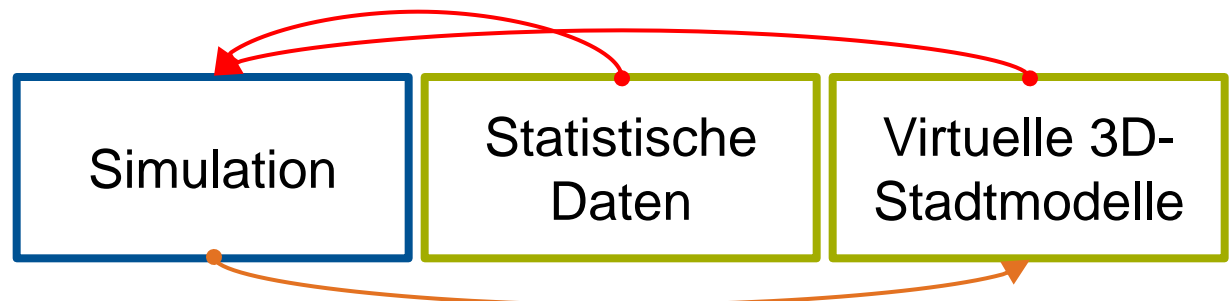 Simulation
Statistische
Daten
Virtuelle 3D-
Stadtmodelle